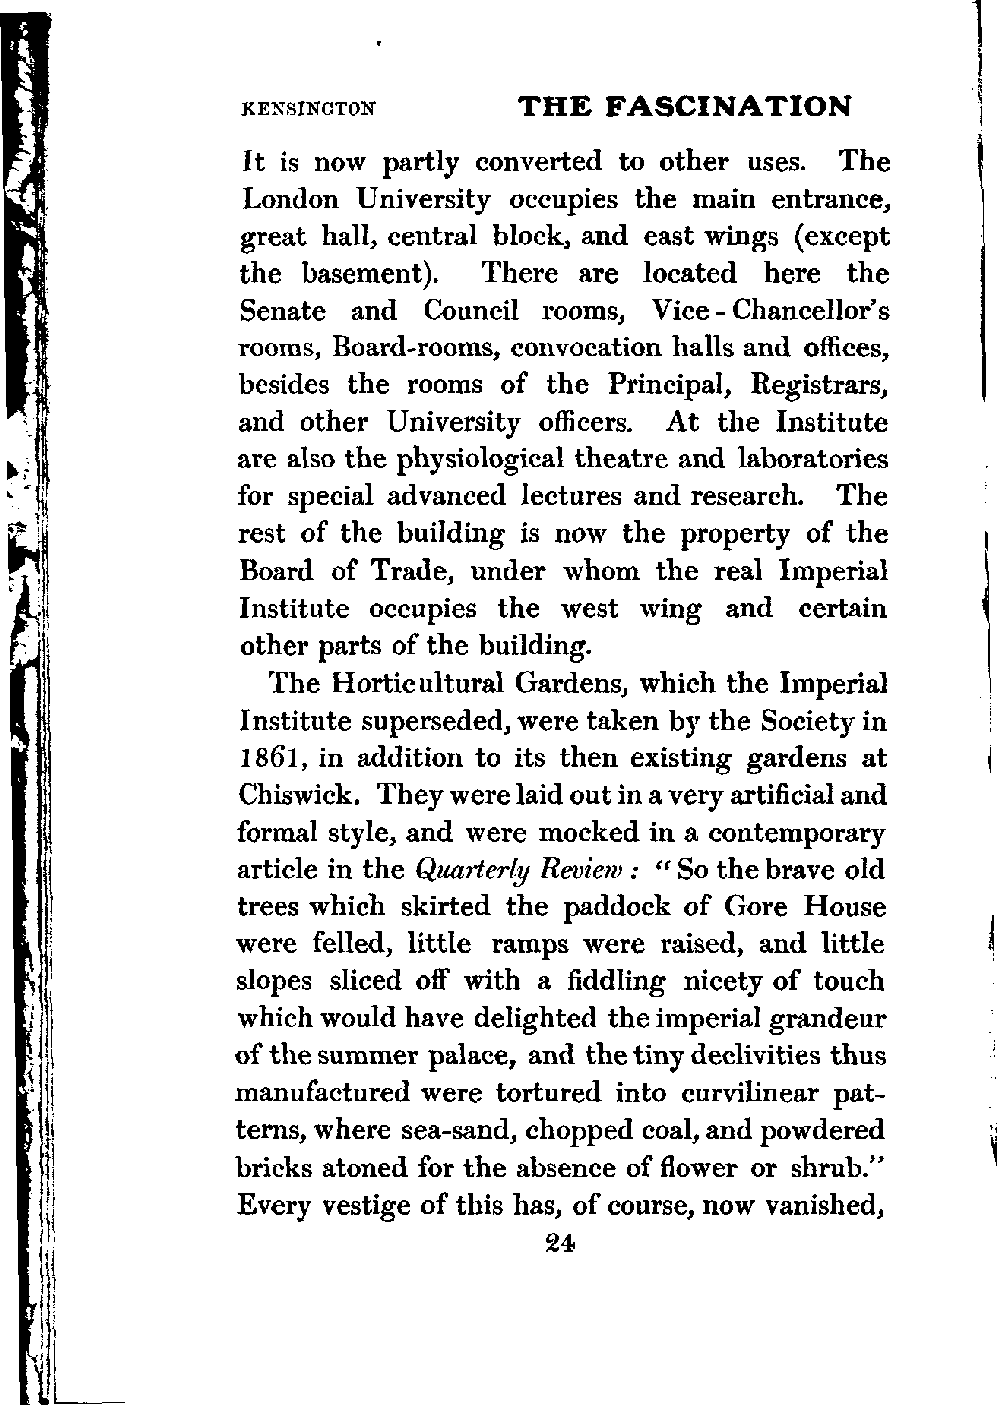 KENSINGTON THE FASCINATION
It is now partly converted to other uses. The
London University occupies the main entrance,
great hall, central block, and east wings (except
the basement). There are located here the
Senate and Council rooms, Vice-Chancellor's
rooms, Board-rooms, convocation halls and offices,
besides the rooms of the Principal, Registrars,
and other University officers. At the Institute
are also the physiological theatre and laboratories
for special advanced lectures and research. The
rest of the building is now the property of the
Board of Trade, under whom the real Imperial
Institute occupies the west wing and certain
other parts of the building.
The Horticultural Gardens, which the Imperial
Institute superseded, were taken by the Society in
1861, in addition to its then existing gardens at
Chiswick. They were laid out in a very artificial and
formal style, and were mocked in a contemporary
article in the Quarterly Review: "So the brave old
trees which skirted the paddock of Gore House
were felled, little ramps were raised, and little
slopes sliced off with a fiddling nicety of touch
which would have delighted the imperial grandeur
of the summer palace, and the tiny declivities thus
manufactured were tortured into curvilinear pat-
terns, where sea-sand, chopped coal, and powdered
bricks atoned for the absence of flower or shrub."
Every vestige of this has, of course, now vanished,
24